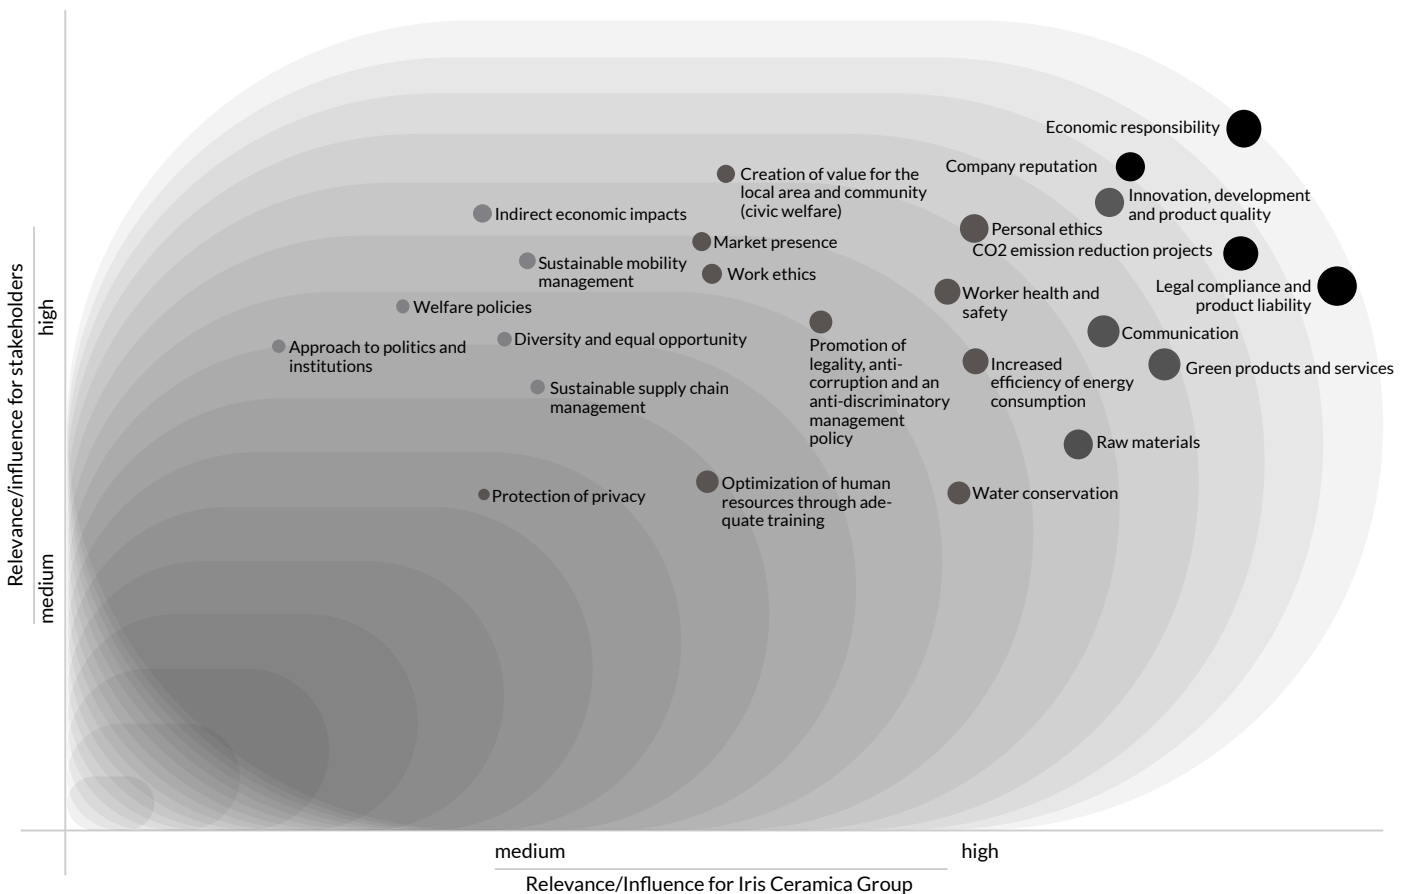 Economic responsibility
Company reputation
Creation of value for the
local area and community
(civic welfare)
Innovation, development
and product quality
Indirect economic impacts
Personal ethics
Market presence
CO2 emission reduction projects
Sustainable mobility
management
Work ethics
Legal compliance and
product liability
Worker health and
safety
Welfare policies
Communication
Diversity and equal opportunity
Approach to politics and
institutions
Promotion of
legality, anti-
corruption and an
anti-discriminatory
management
policy
Increased
efficiency of energy
consumption
Green products and services
Sustainable supply chain
management
Raw materials
Optimization of human
resources through ade-
quate training
Protection of privacy
Water conservation
Relevance/influence for stakeholders
high
medium
medium
high
Relevance/Influence for Iris Ceramica Group